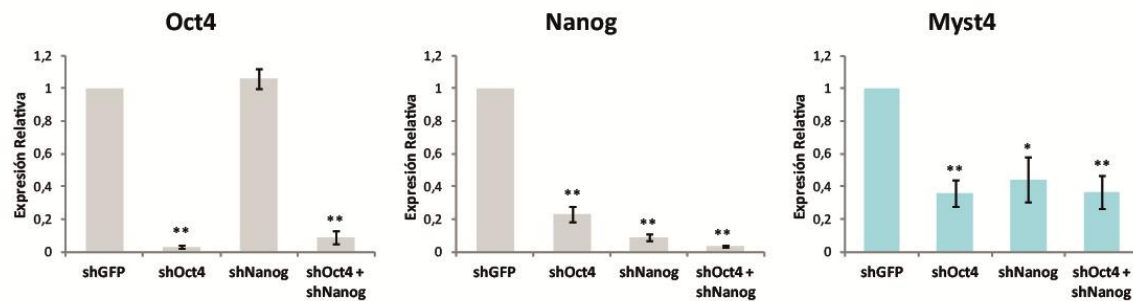 Oct4
Expresión Relativa
1,2
1
0,8
0,6
0,4
0,2
0
**
**
shGFP
shOct4
shNanog
shOct4 +
shNanog
Nanog
Expresión Relativa
1,2
1
0,8
0,6
0,4
0,2
0
**
**
**
shGFP
shOct4
shNanog
shOct4 +
shNanog
Myst4
Expresión Relativa
1,2
1
0,8
0,6
0,4
0,2
0
**
*
**
shGFP
shOct4
shNanog
shOct4 +
shNanog